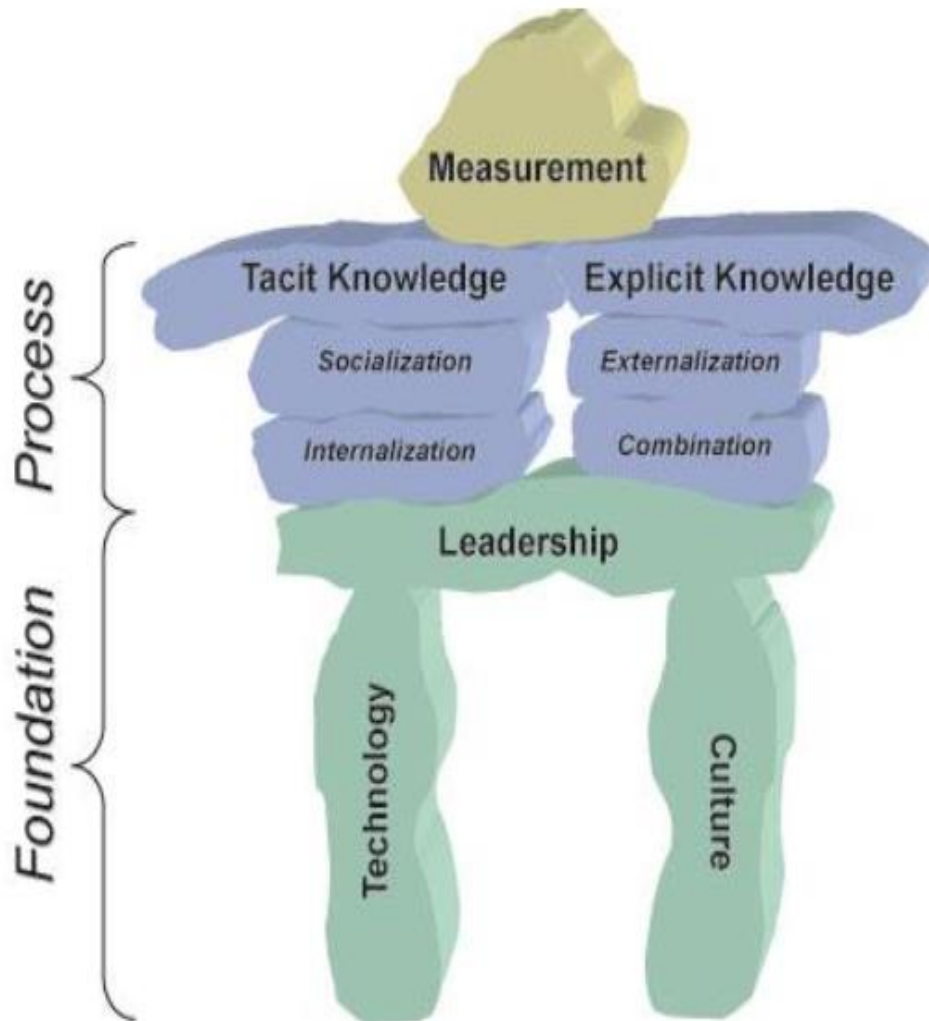 Measurement
Tacit Knowledge
Explicit Knowledge
Socialization
Externalization
Internalization
Combination
Process
Leadership
Foundation
Technology
Culture